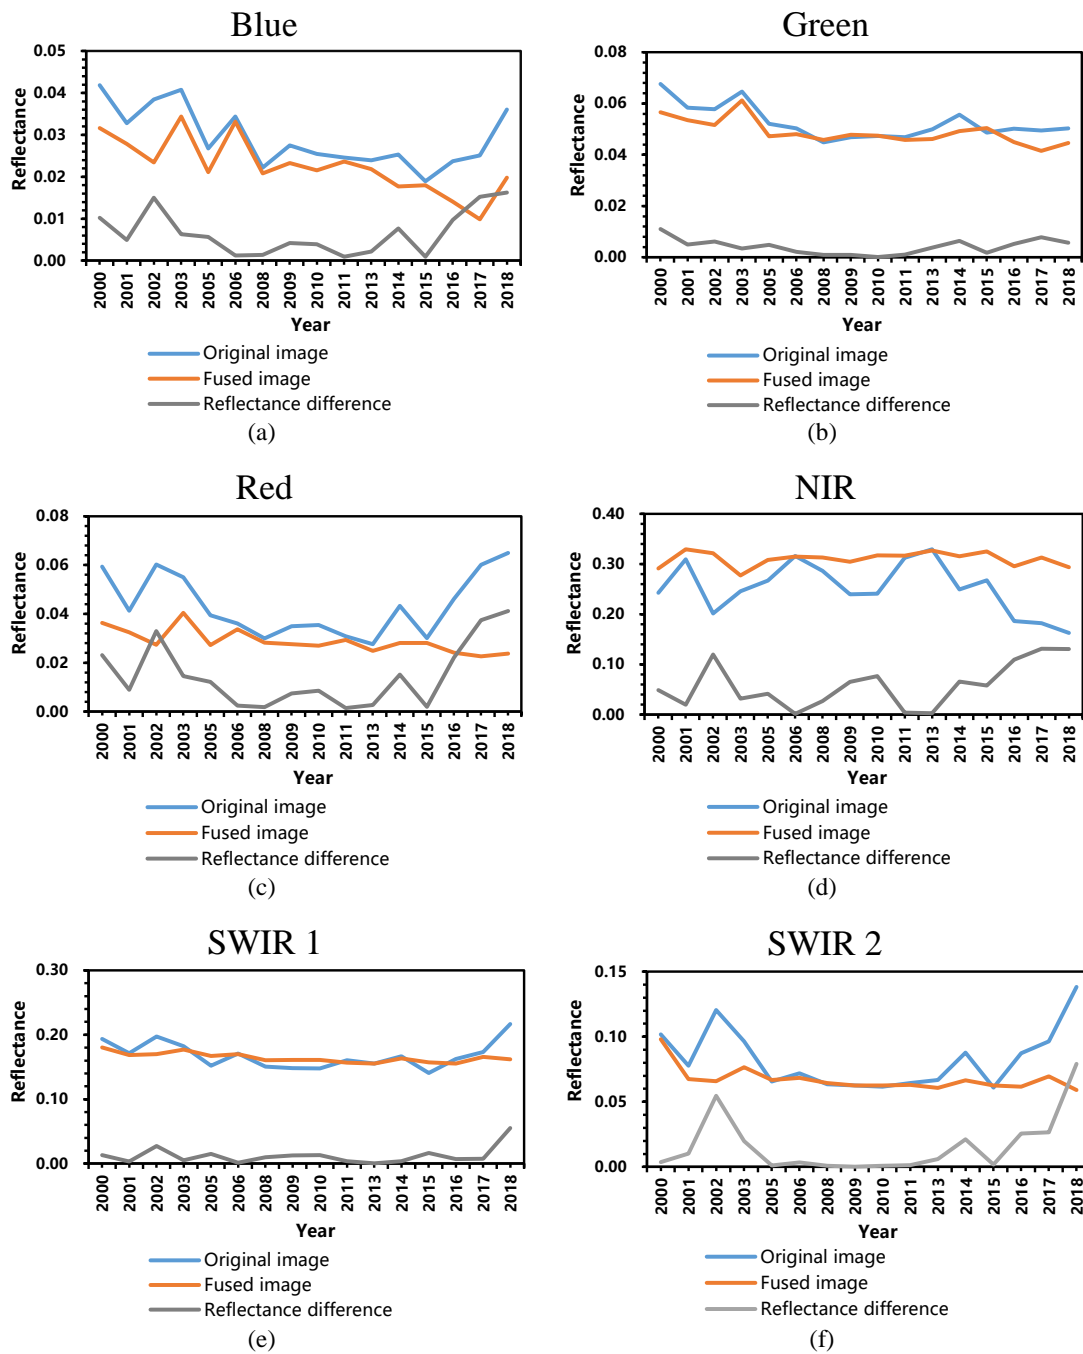 Blue
0.05
0.04
0.03
0.02
0.01
0.00
Reflectance
2000 2001 2002 2003 2005 2006 2008 2009 2010 2011 2013 2014 2015 2016 2017 2018
Year
Original image
Fused image
Reflectance difference
(a)
Green
0.08
0.06
0.04
0.02
0.00
Reflectance
2000 2001 2002 2003 2005 2006 2008 2009 2010 2011 2013 2014 2015 2016 2017 2018
Year
Original image
Fused image
Reflectance difference
(b)
Red
0.08
0.06
0.04
0.02
0.00
Reflectance
2000 2001 2002 2003 2005 2006 2008 2009 2010 2011 2013 2014 2015 2016 2017 2018
Year
Original image
Fused image
Reflectance difference
(c)
NIR
0.40
0.30
0.20
0.10
0.00
Reflectance
2000 2001 2002 2003 2005 2006 2008 2009 2010 2011 2013 2014 2015 2016 2017 2018
Year
Original image
Fused image
Reflectance difference
(d)
SWIR 1
0.30
0.20
0.10
0.00
Reflectance
2000 2001 2002 2003 2005 2006 2008 2009 2010 2011 2013 2014 2015 2016 2017 2018
Year
Original image
Fused image
Reflectance difference
(e)
SWIR 2
0.15
0.10
0.05
0.00
Reflectance
2000 2001 2002 2003 2005 2006 2008 2009 2010 2011 2013 2014 2015 2016 2017 2018
Year
Original image
Fused image
Reflectance difference
(f)